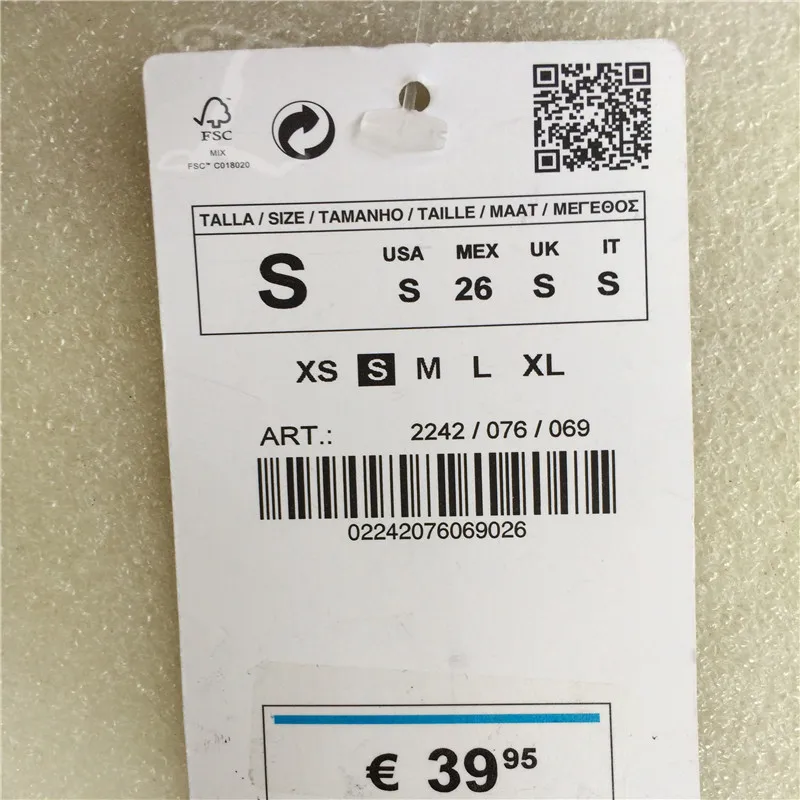 FSC™
MIX
FSC™ C018020
TALLA / SIZE / TAMANHO / TAILLE / MAAT / ΜΕΓΕΘΟΣ
USA MEX UK IT
S S 26 S S
XS S M L XL
ART.: 2242 / 076 / 069
02242076069026
€ 39 95